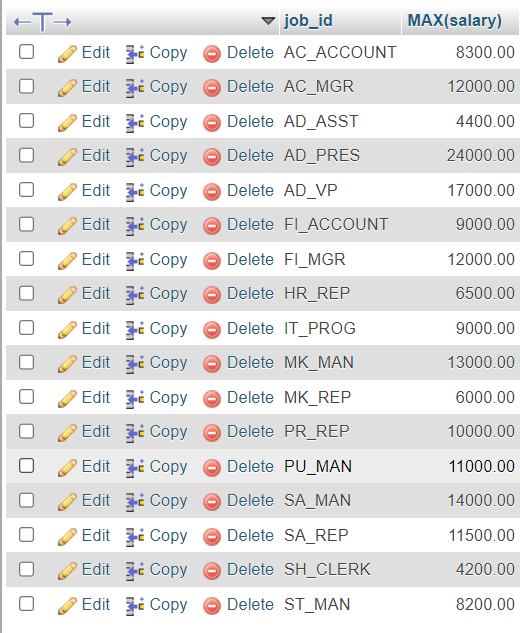 job_id MAX(salary)
Edit Copy Delete AC_ACCOUNT 8300.00
Edit Copy Delete AC_MGR 12000.00
Edit Copy Delete AD_ASST 4400.00
Edit Copy Delete AD_PRES 24000.00
Edit Copy Delete AD_VP 17000.00
Edit Copy Delete FI_ACCOUNT 9000.00
Edit Copy Delete FI_MGR 12000.00
Edit Copy Delete HR_REP 6500.00
Edit Copy Delete IT_PROG 9000.00
Edit Copy Delete MK_MAN 13000.00
Edit Copy Delete MK_REP 6000.00
Edit Copy Delete PR_REP 10000.00
Edit Copy Delete PU_MAN 11000.00
Edit Copy Delete SA_MAN 14000.00
Edit Copy Delete SA_REP 11500.00
Edit Copy Delete SH_CLERK 4200.00
Edit Copy Delete ST_MAN 8200.00